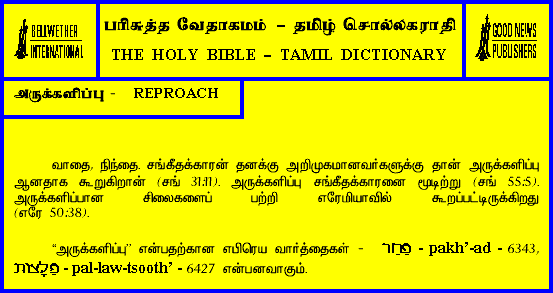 BELLWETHER
INTERNATIONAL
பரிசுத்த வேதாகமம் – தமிழ் சொல்லகராதி
THE HOLY BIBLE – TAMIL DICTIONARY
GOOD NEWS
PUBLISHERS
அருக்களிப்பு - REPROACH
வாதை, நிந்தை. சங்கீதக்காரன் தனக்கு அறிமுகமானவர்களுக்கு தான் அருக்களிப்பு
ஆனதாக கூறுகிறான் (சங் 31:11). அருக்களிப்பு சங்கீதக்காரனை மூடிற்று (சங் 55:5).
அருக்களிப்பான சிலைகளைப் பற்றி எரேமியாவில் கூறப்பட்டிருக்கிறது
(எரே 50:38).
“அருக்களிப்பு” என்பதற்கான எபிரெய வார்த்தைகள் - פַּחַד - pakh’-ad - 6343,
פַּלָּצוּת - pal-law-tsooth’ - 6427 என்பனவாகும்.